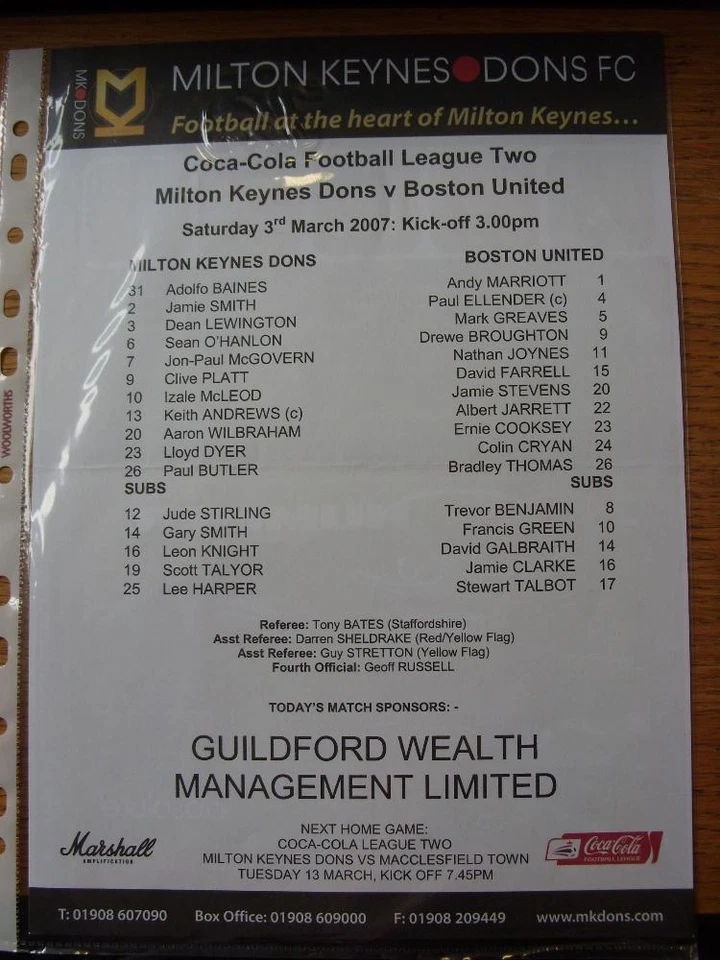 MK DONS
MILTON KEYNES DONS FC
Football at the heart of Milton Keynes...
Coca-Cola Football League Two
Milton Keynes Dons v Boston United
Saturday 3rd March 2007: Kick-off 3.00pm
MILTON KEYNES DONS BOSTON UNITED
31 Adolfo BAINES Andy MARRIOTT 1
2 Jamie SMITH Paul ELLENDER (c) 4
3 Dean LEWINGTON Mark GREAVES 5
6 Sean O'HANLON Drewe BROUGHTON 9
7 Jon-Paul McGOVERN Nathan JOYNES 11
9 Clive PLATT David FARRELL 15
10 Izale McLEOD Jamie STEVENS 20
13 Keith ANDREWS (c) Albert JARRETT 22
20 Aaron WILBRAHAM Ernie COOKSEY 23
23 Lloyd DYER Colin CRYAN 24
26 Paul BUTLER Bradley THOMAS 26
SUBS SUBS
12 Jude STIRLING Trevor BENJAMIN 8
14 Gary SMITH Francis GREEN 10
16 Leon KNIGHT David GALBRAITH 14
19 Scott TALYOR Jamie CLARKE 16
25 Lee HARPER Stewart TALBOT 17
Referee: Tony BATES (Staffordshire)
Asst Referee: Darren SHELDRAKE (Red/Yellow Flag)
Asst Referee: Guy STRETTON (Yellow Flag)
Fourth Official: Geoff RUSSELL
TODAY'S MATCH SPONSORS: -
GUILDFORD WEALTH
MANAGEMENT LIMITED
NEXT HOME GAME:
COCA-COLA LEAGUE TWO
MILTON KEYNES DONS VS MACCLESFIELD TOWN
TUESDAY 13 MARCH, KICK OFF 7.45PM
Marshall
AMPLIFICATION
Coca-Cola
FOOTBALL LEAGUE
T: 01908 607090 Box Office: 01908 609000 F: 01908 209449 www.mkdons.com
WOOLWORTHS